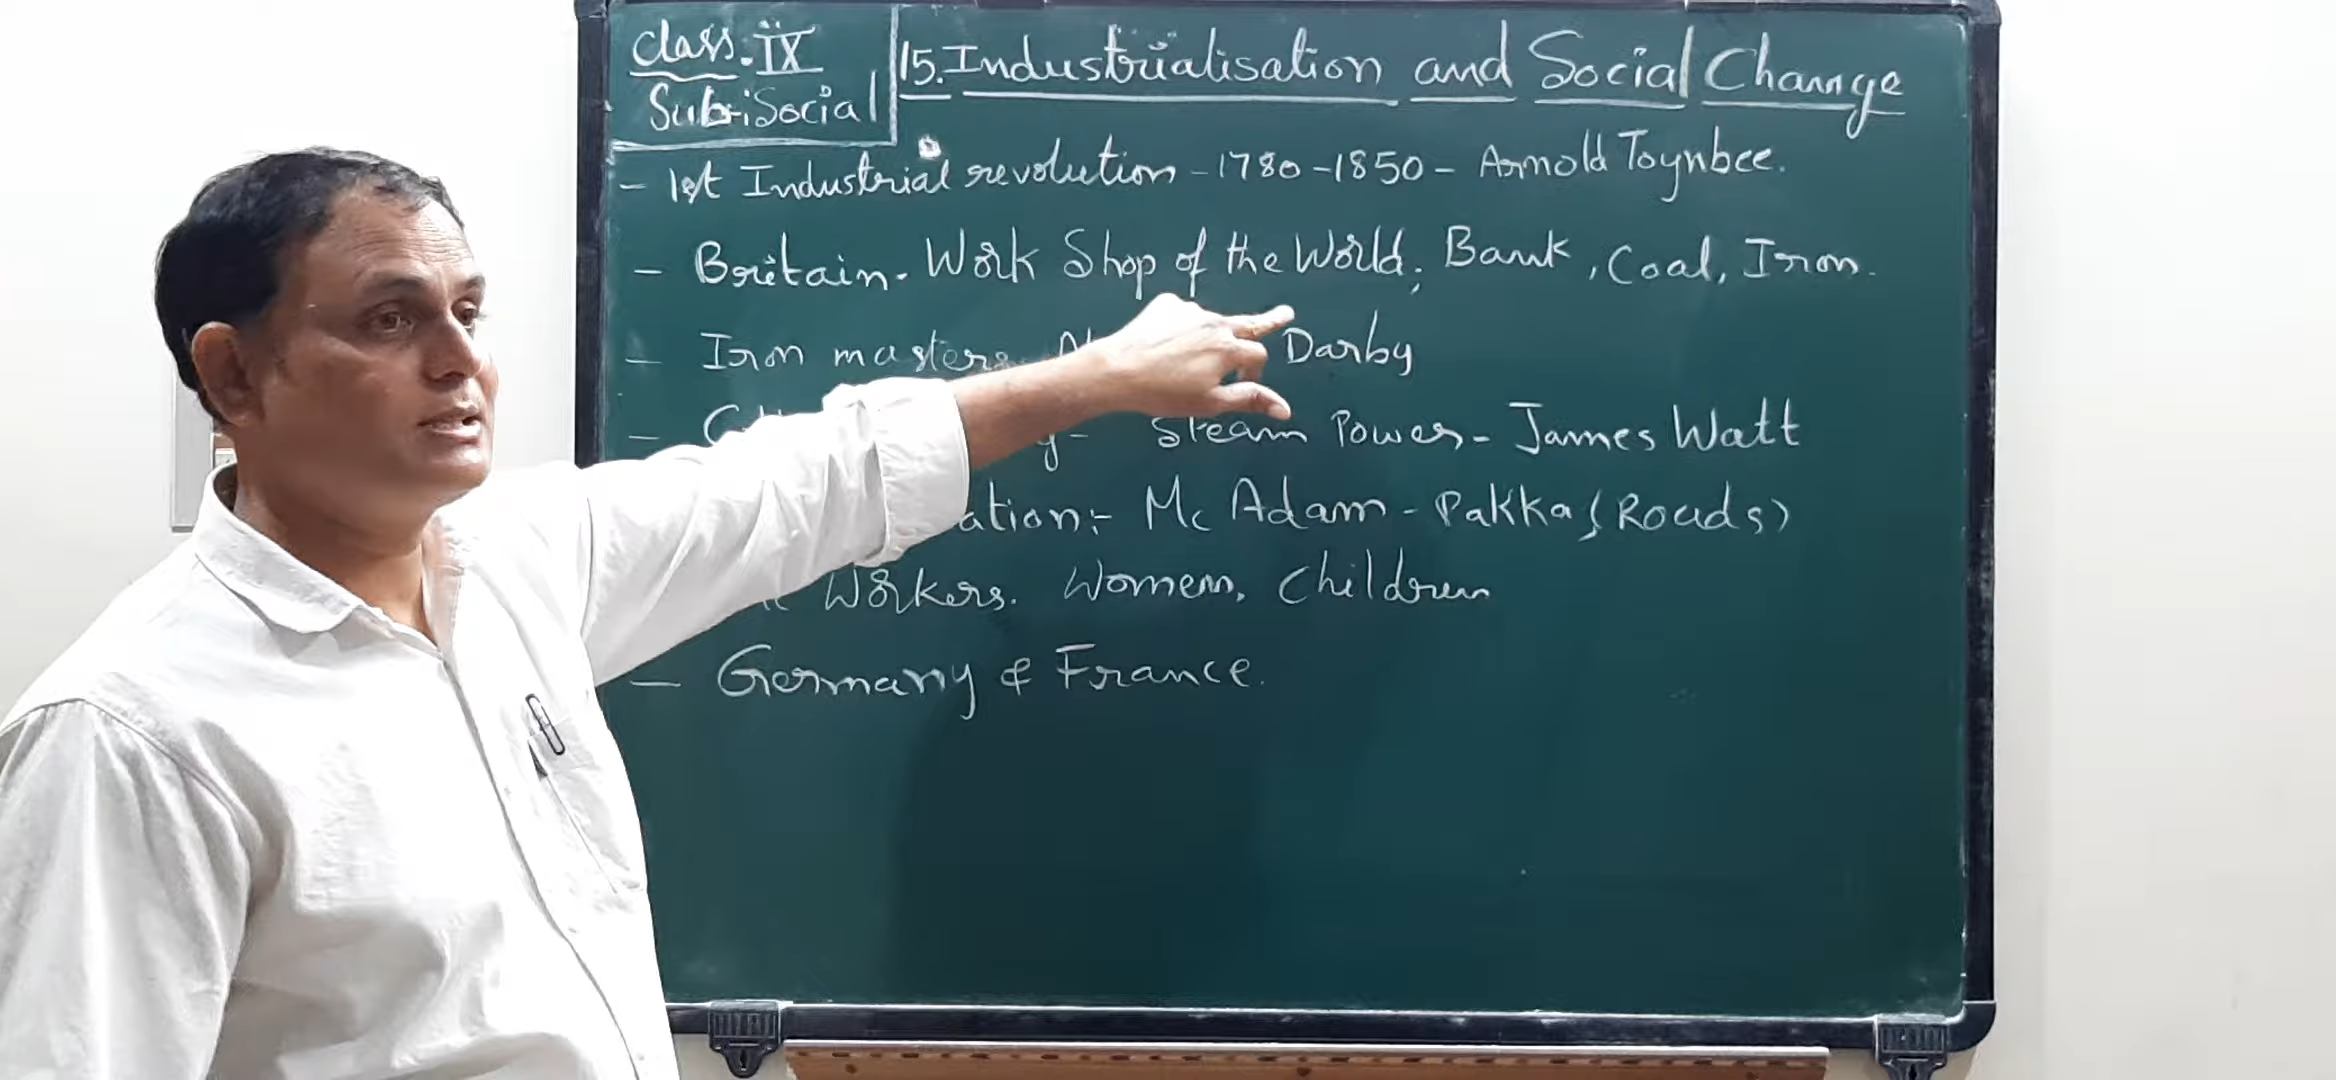 Class: IX
Sub: Social
15. Industrialisation and Social Change
- 1st Industrial revolution - 1780 - 1850 - Arnold Toynbee.
- Britain - Work Shop of the World; Bank, Coal, Iron.
- Iron masters Darby
- Steam Power - James Watt
Mc Adam - Pakka (Roads)
Workers. Women, Children
- Germany & France.